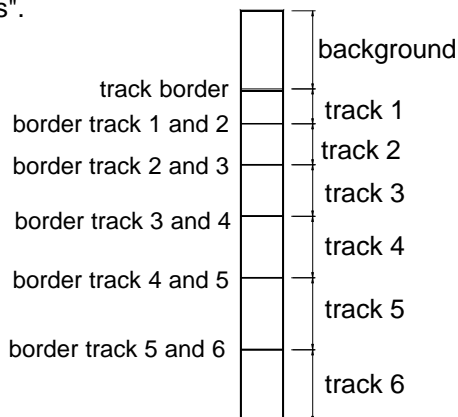 s".
background
track border
track 1
border track 1 and 2
track 2
border track 2 and 3
track 3
border track 3 and 4
track 4
border track 4 and 5
track 5
border track 5 and 6
track 6